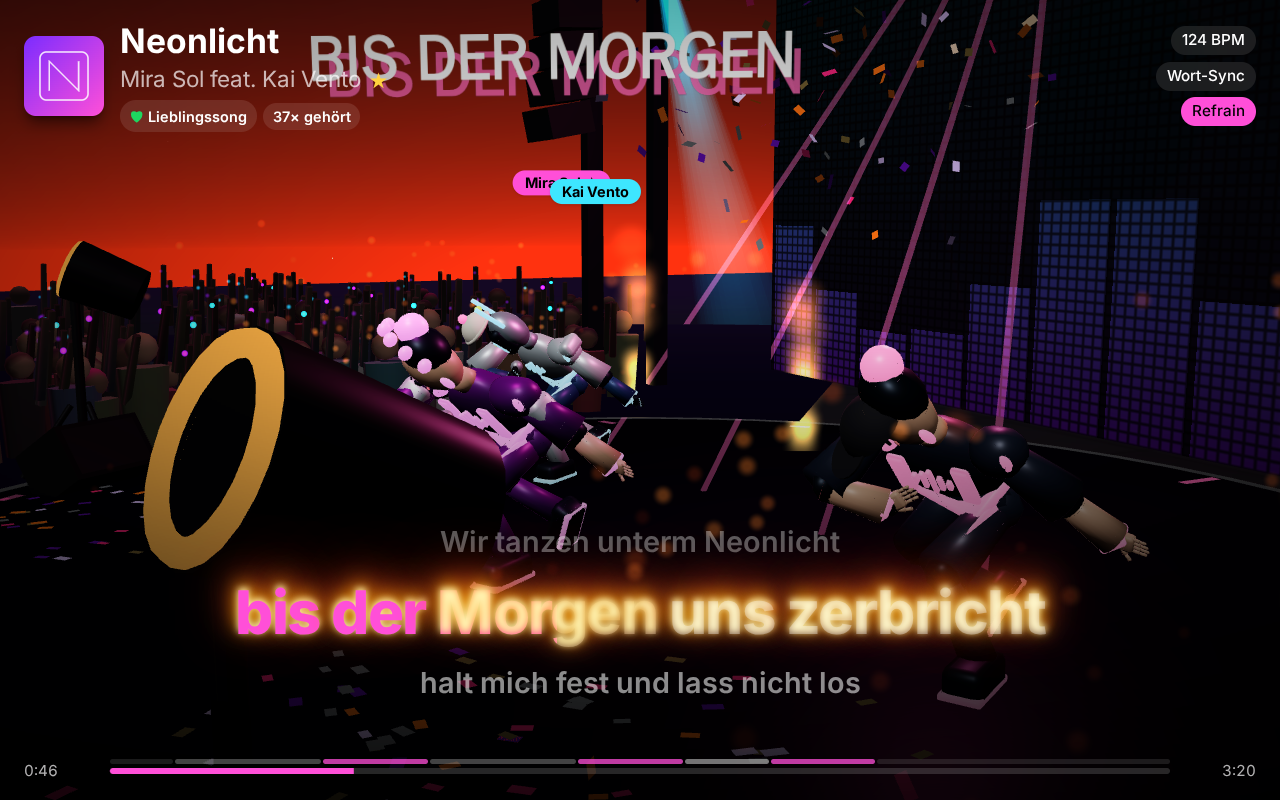 Neonlicht
Mira Sol feat. Kai Vento
Lieblingssong
37× gehört
BIS DER MORGEN
124 BPM
Wort-Sync
Refrain
Kai Vento
Wir tanzen unterm Neonlicht
bis der Morgen uns zerbricht
halt mich fest und lass nicht los
0:46
3:20